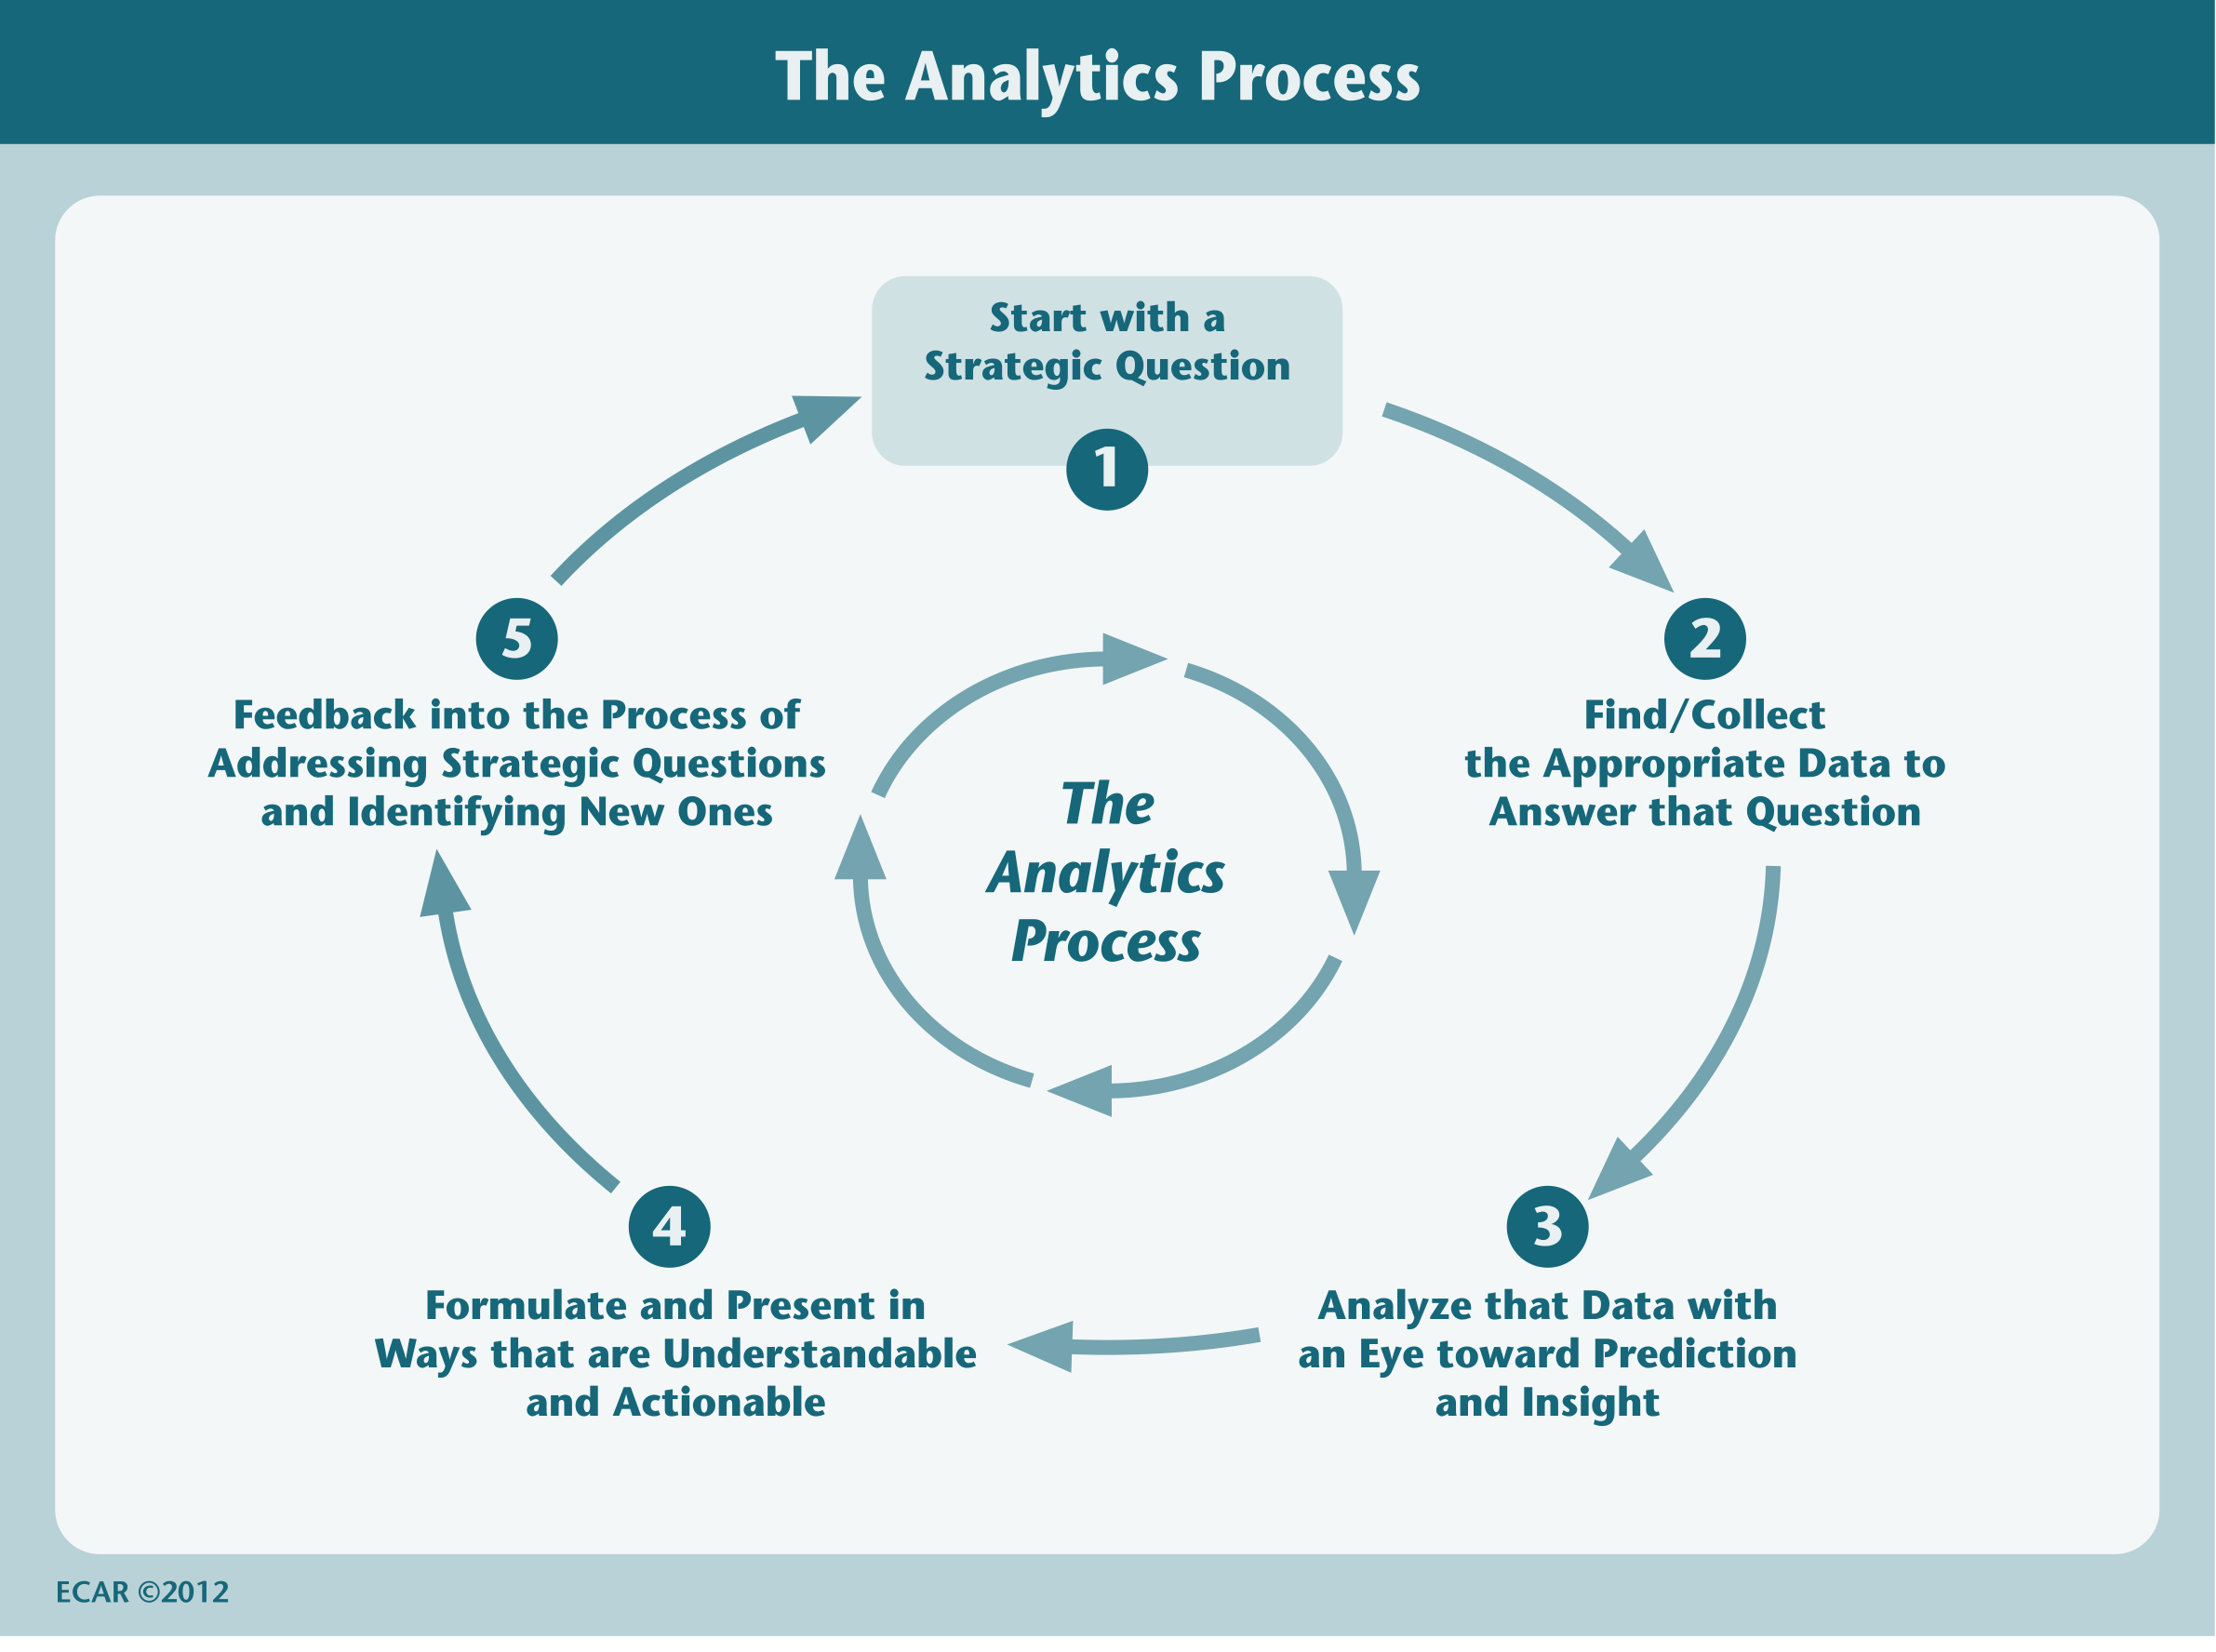 The Analytics Process
Start with a
Strategic Question
1
2
Find/Collect
the Appropriate Data to
Answer that Question
3
Analyze that Data with
an Eye toward Prediction
and Insight
4
Formulate and Present in
Ways that are Understandable
and Actionable
5
Feedback into the Process of
Addressing Strategic Questions
and Identifying New Ones
The
Analytics
Process
ECAR ©2012